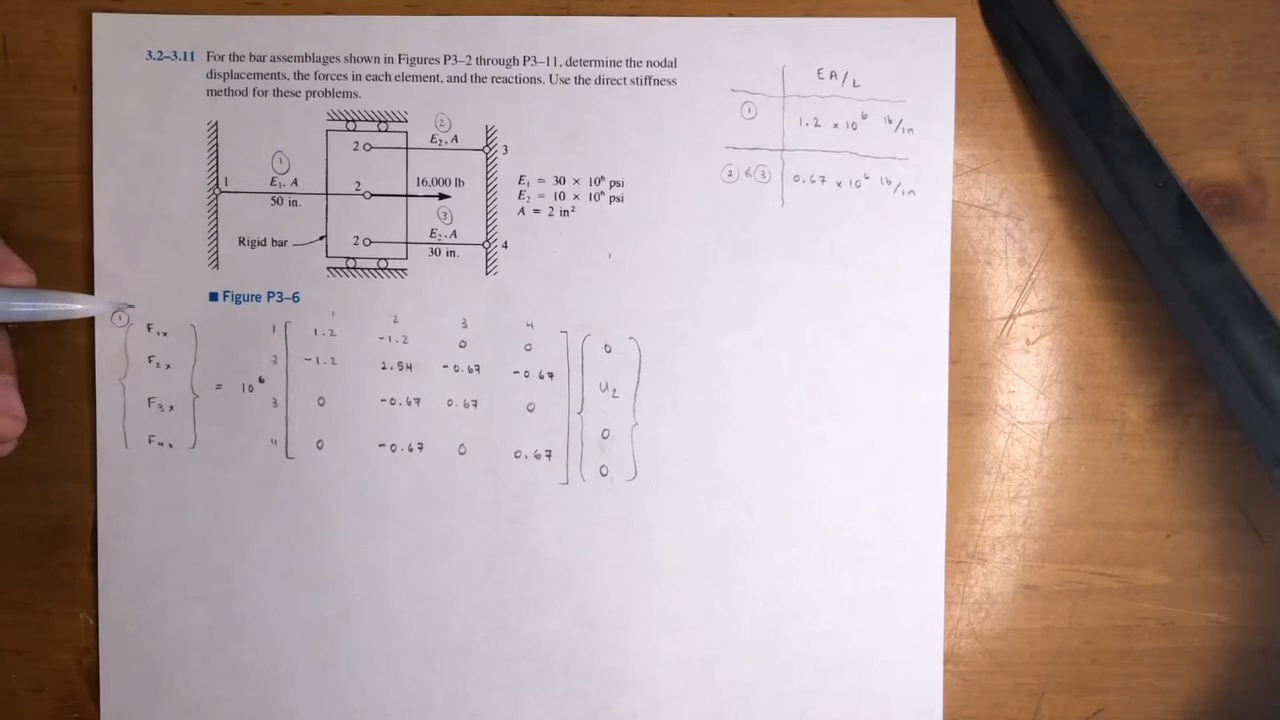 3.2–3.11 For the bar assemblages shown in Figures P3–2 through P3–11, determine the nodal
displacements, the forces in each element, and the reactions. Use the direct stiffness
method for these problems.
EA/L
① 1.2 × 10⁶ lb/in
② & ③ 0.67 × 10⁶ lb/in
②
2 E₂, A 3
①
1 E₁, A 2 16,000 lb
50 in.
③
Rigid bar 2 E₂, A 4
30 in.
E₁ = 30 × 10⁶ psi
E₂ = 10 × 10⁶ psi
A = 2 in²
■ Figure P3–6
①
1 2 3 4
F₁ₓ 1 1.2 -1.2 0 0 0
F₂ₓ 2 -1.2 2.54 -0.67 -0.67 u₂
= 10⁶
F₃ₓ 3 0 -0.67 0.67 0 0
F₄ₓ 4 0 -0.67 0 0.67 0